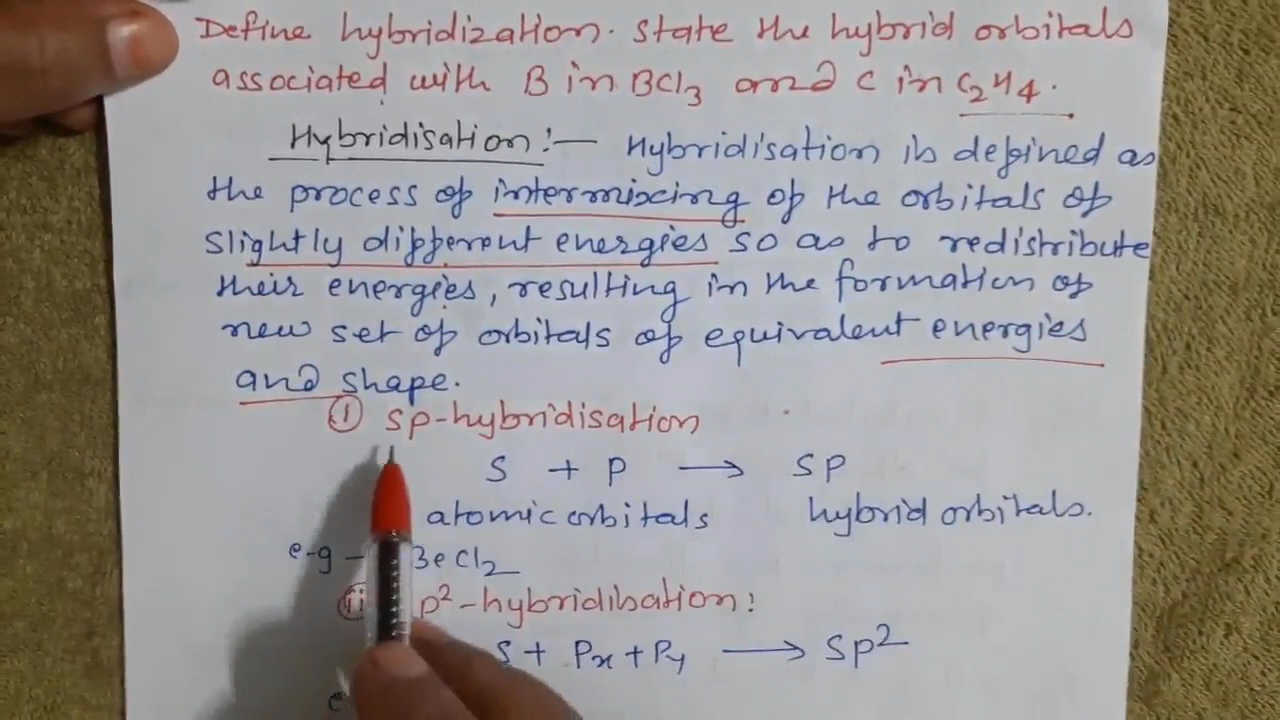 Define hybridization. State the hybrid orbitals
associated with B in BCl3 and C in C2H4.
Hybridisation:— Hybridisation is defined as
the process of intermixing of the orbitals of
slightly different energies so as to redistribute
their energies, resulting in the formation of
new set of orbitals of equivalent energies
and shape.
① sp-hybridisation
S + P → SP
atomic orbitals hybrid orbitals.
e-g – BeCl2
(ii) p²-hybridisation:
S + Px + Py → SP²